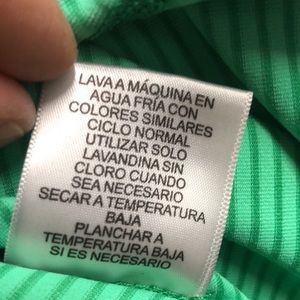 LAVA A MÁQUINA EN
AGUA FRÍA CON
COLORES SIMILARES
CICLO NORMAL
UTILIZAR SOLO
LAVANDINA SIN
CLORO CUANDO
SEA NECESARIO
SECAR A TEMPERATURA
BAJA
PLANCHAR A
TEMPERATURA BAJA
SI ES NECESARIO